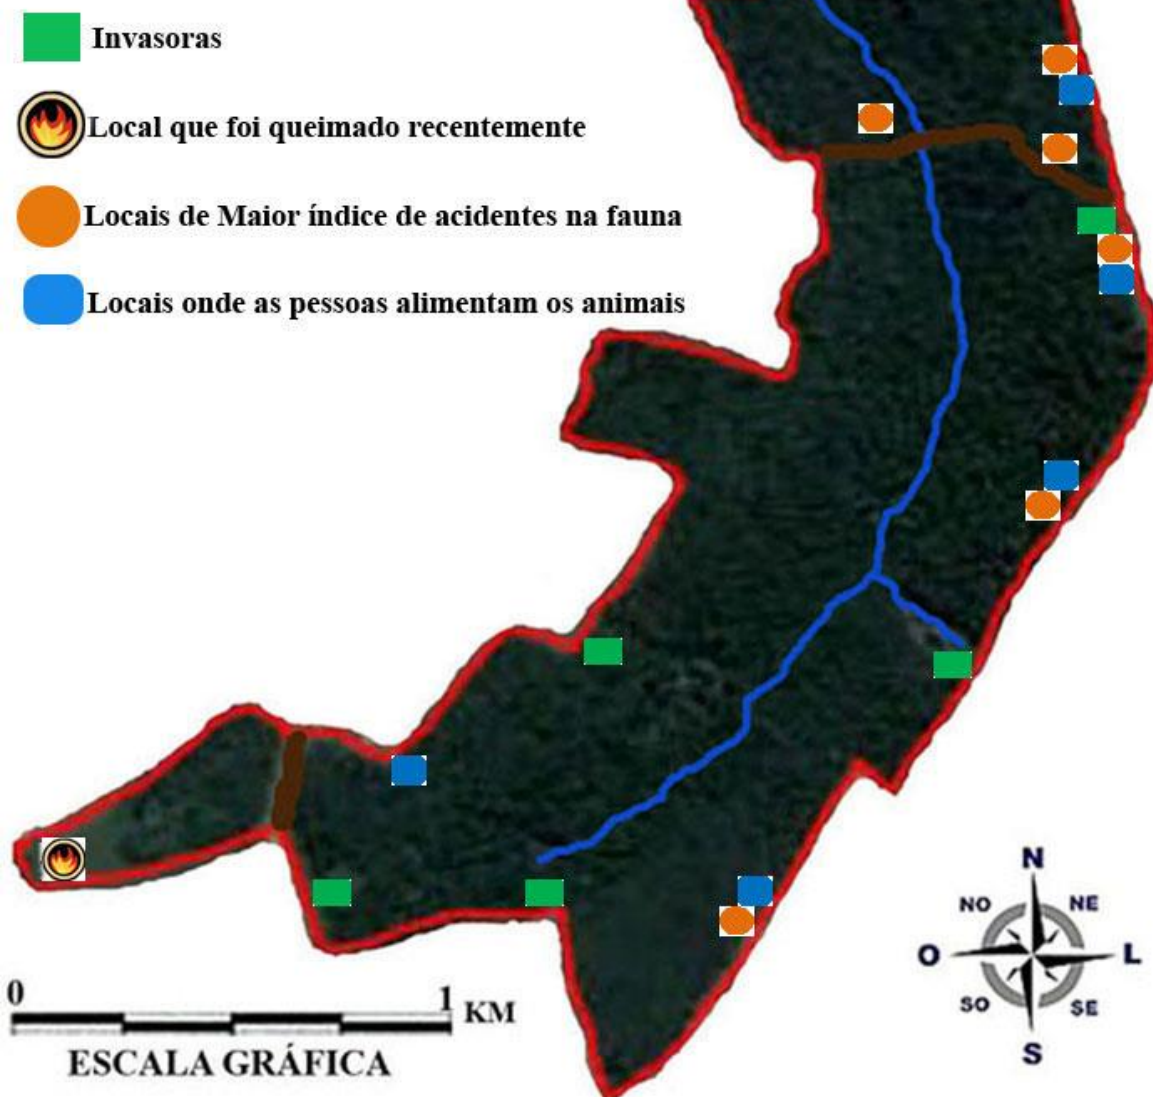 Invasoras
Local que foi queimado recentemente
Locais de Maior índice de acidentes na fauna
Locais onde as pessoas alimentam os animais
N
NO NE
O L
SO SE
S
0 1 KM
ESCALA GRÁFICA